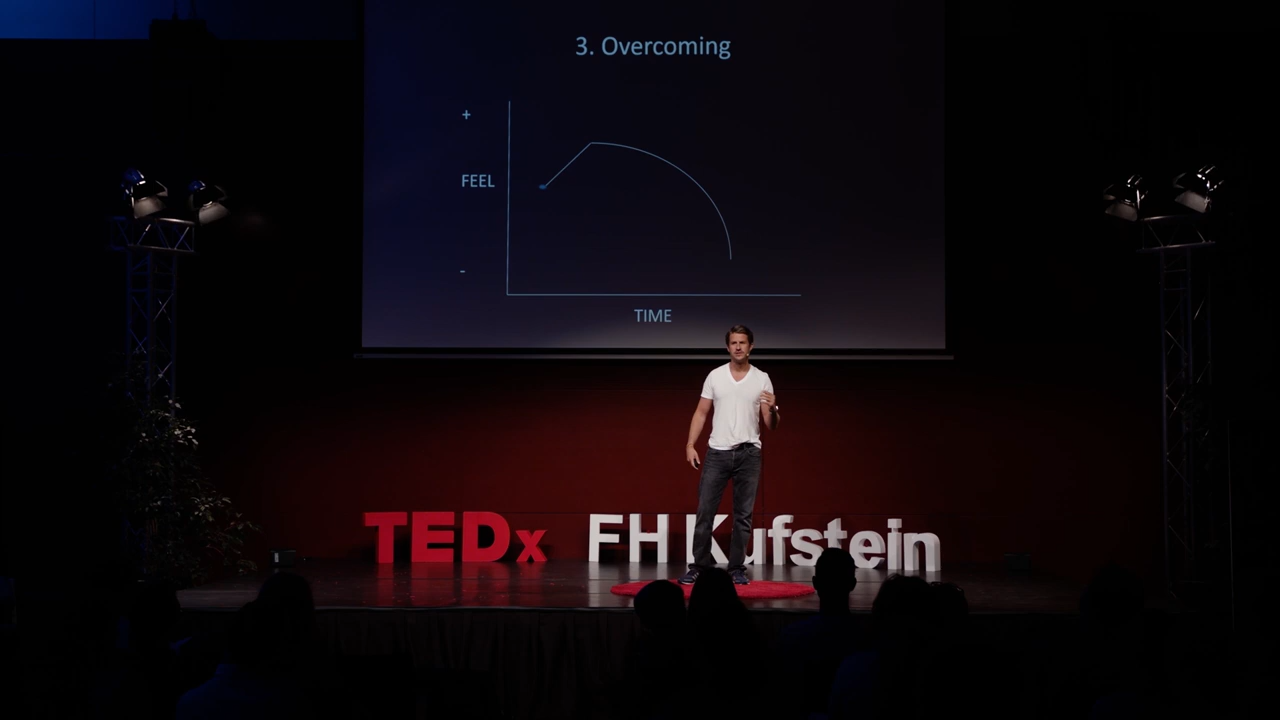 3. Overcoming
+
FEEL
-
TIME
TEDx FH Kufstein